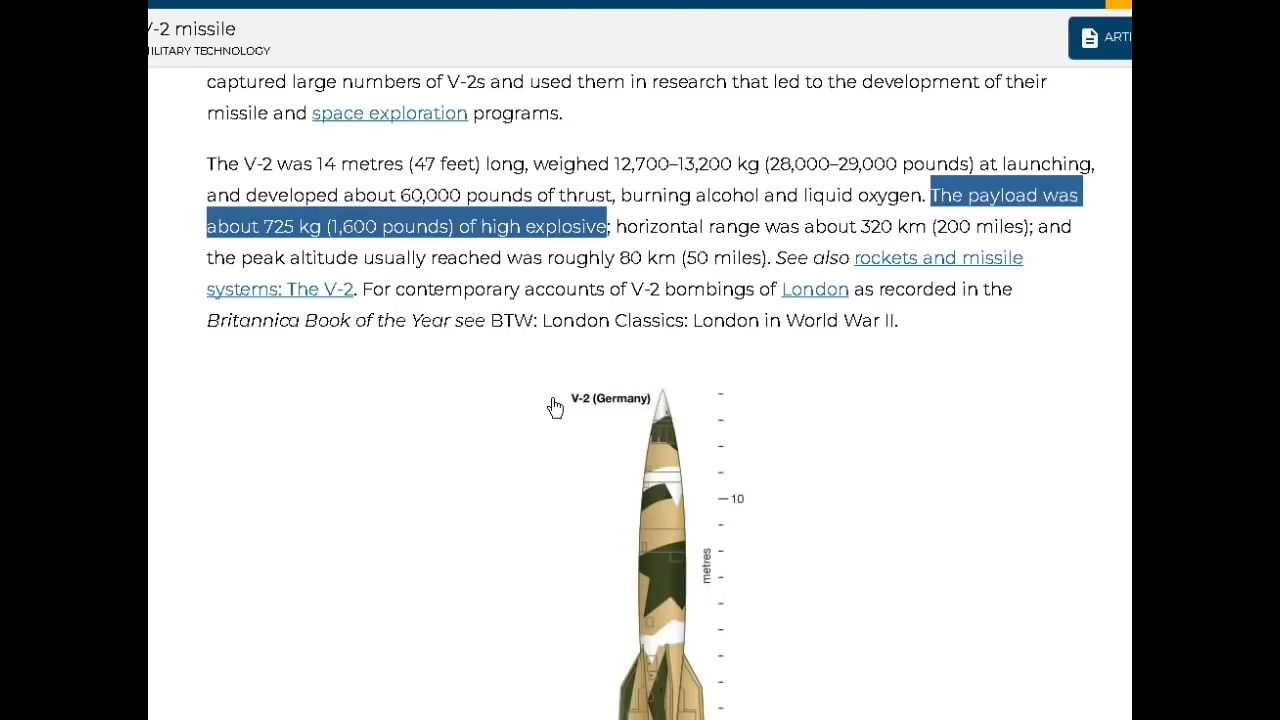 V-2 missile
MILITARY TECHNOLOGY
ARTI
captured large numbers of V-2s and used them in research that led to the development of their
missile and space exploration programs.
The V-2 was 14 metres (47 feet) long, weighed 12,700–13,200 kg (28,000–29,000 pounds) at launching,
and developed about 60,000 pounds of thrust, burning alcohol and liquid oxygen. The payload was
about 725 kg (1,600 pounds) of high explosive; horizontal range was about 320 km (200 miles); and
the peak altitude usually reached was roughly 80 km (50 miles). See also rockets and missile
systems: The V-2. For contemporary accounts of V-2 bombings of London as recorded in the
Britannica Book of the Year see BTW: London Classics: London in World War II.
V-2 (Germany)
10
metres